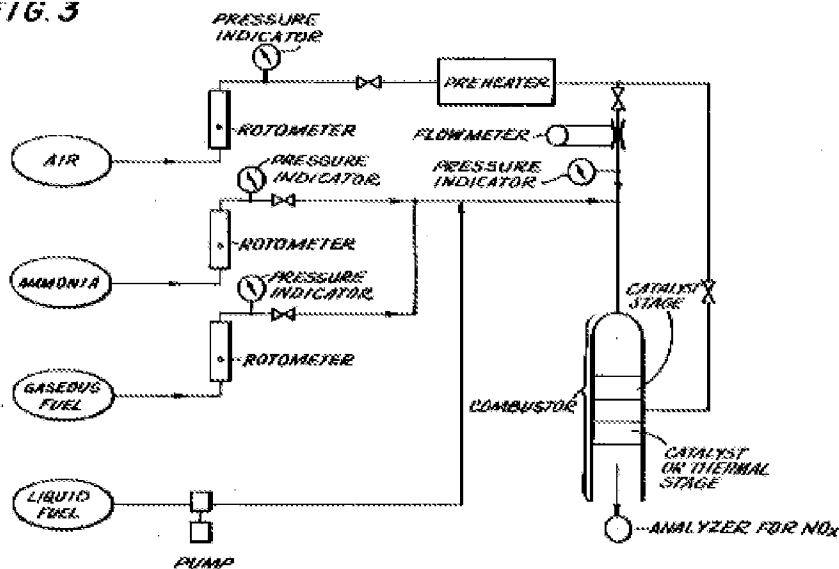 FIG. 3
PRESSURE
INDICATOR
PREHEATER
ROTOMETER
FLOWMETER
AIR
PRESSURE
INDICATOR
PRESSURE
INDICATOR
ROTOMETER
AMMONIA
PRESSURE
INDICATOR
CATALYST
STAGE
ROTOMETER
GASEOUS
FUEL
COMBUSTOR
CATALYST
OR THERMAL
STAGE
LIQUID
FUEL
ANALYZER FOR NOx
PUMP